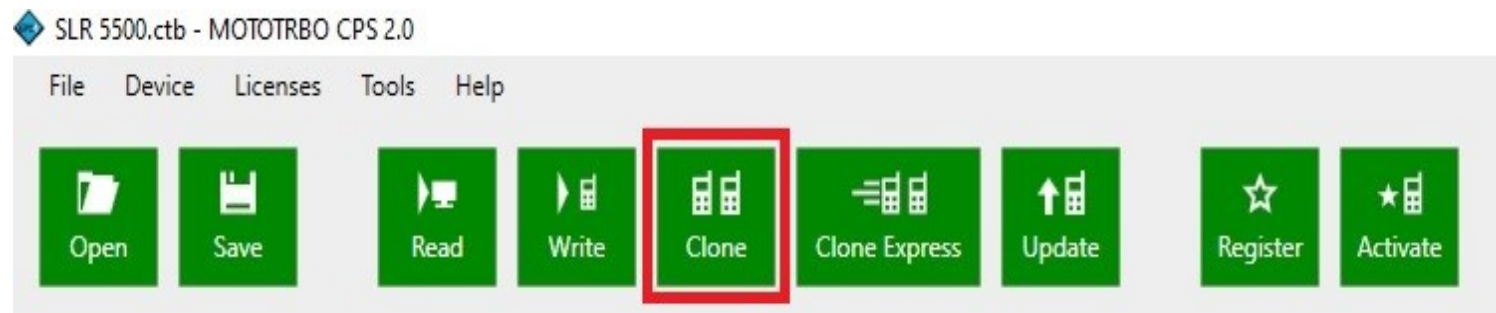 SLR 5500.ctb - MOTOTRBO CPS 2.0
File Device Licenses Tools Help
Open Save Read Write Clone Clone Express Update Register Activate